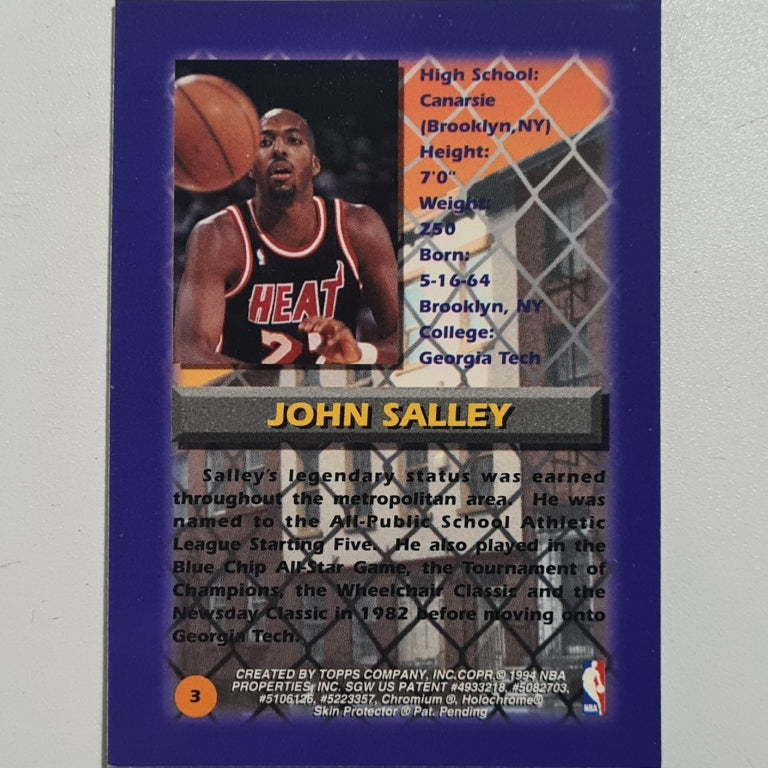 High School:
Canarsie
(Brooklyn,NY)
Height:
7'0"
Weight:
250
Born:
5-16-64
Brooklyn, NY
College:
Georgia Tech
HEAT
JOHN SALLEY
Salley's legendary status was earned
throughout the metropolitan area. He was
named to the All-Public School Athletic
League Starting Five. He also played in the
Blue Chip All-Star Game, the Tournament of
Champions, the Wheelchair Classic and the
Newsday Classic in 1982 before moving onto
Georgia Tech.
3
CREATED BY TOPPS COMPANY, INC.COPR.© 1994 NBA
PROPERTIES, INC. SGW US PATENT #4933218, #5082703,
#5106126, #5223357, Chromium ®, Holochrome®
Skin Protector ® Pat. Pending
NBA